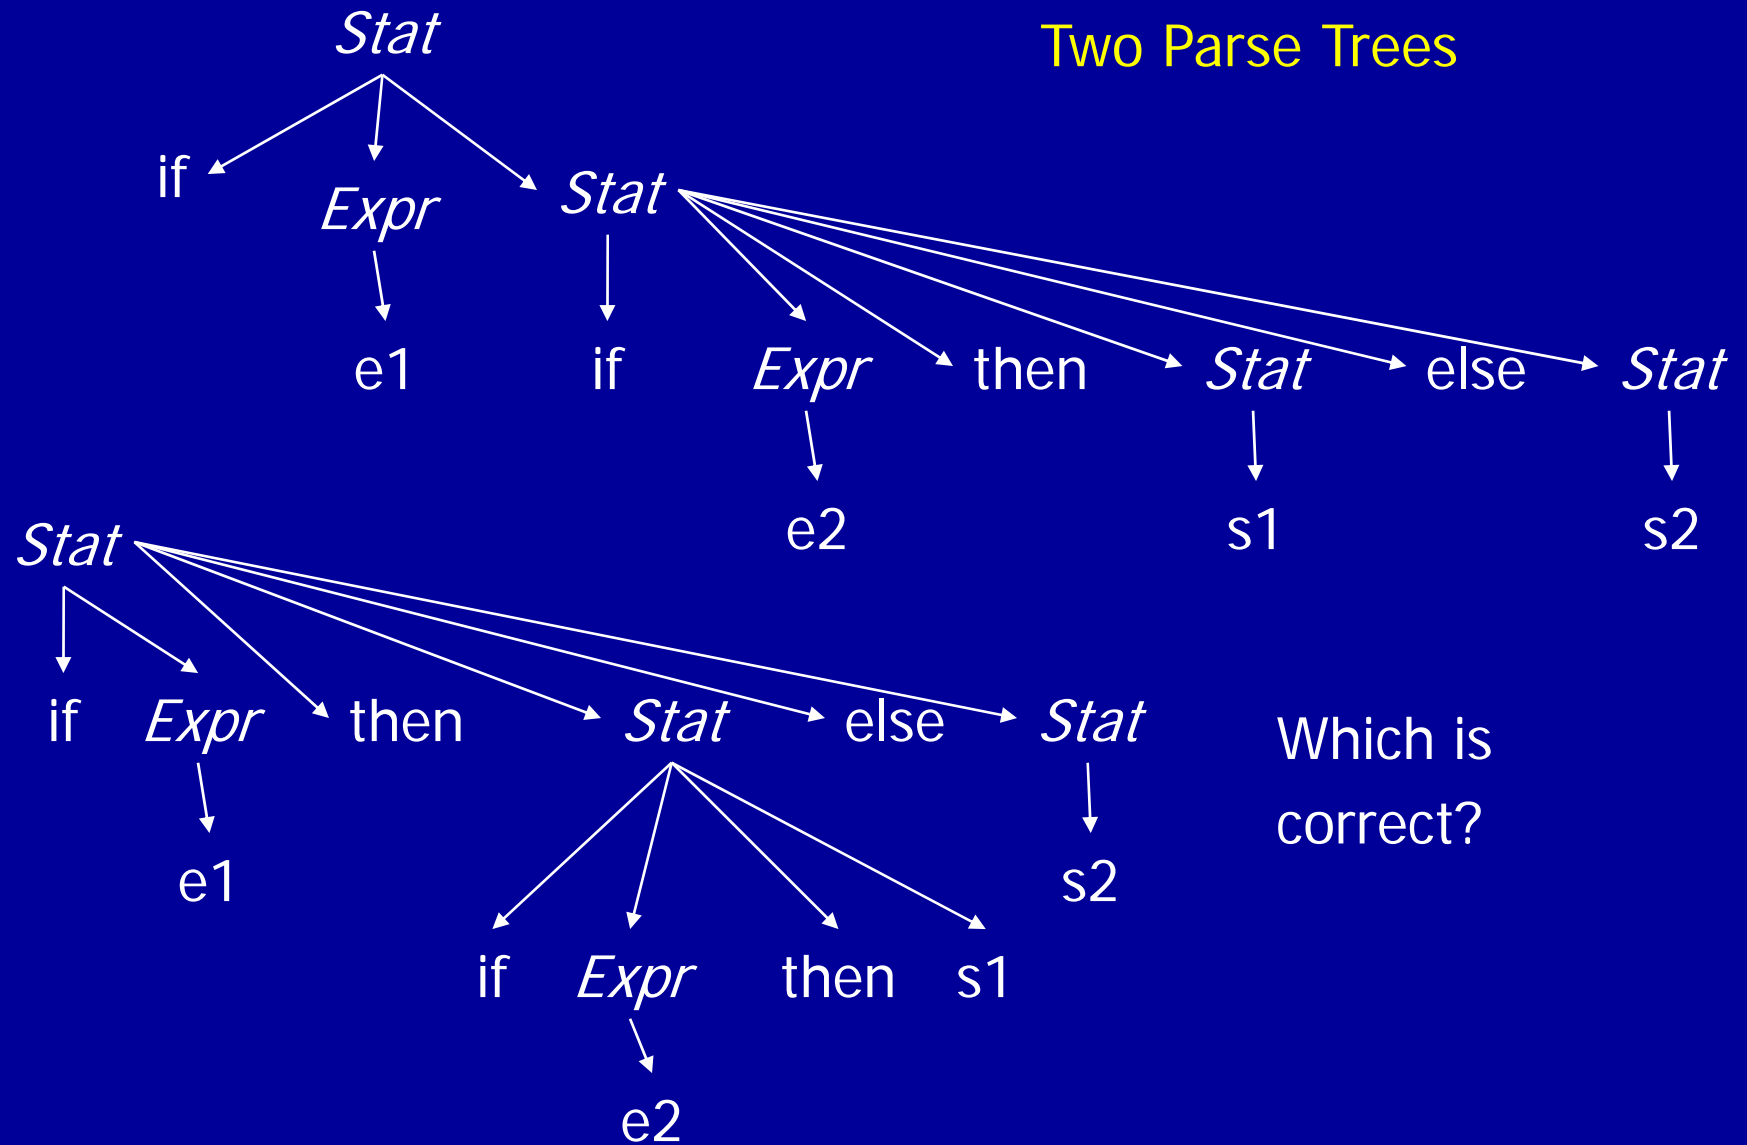 Two Parse Trees
Stat
if
Expr Stat
e1 if Expr then Stat else Stat
e2 s1 s2
Stat
if Expr then Stat else Stat
Which is
correct?
e1 s2
if Expr then s1
e2